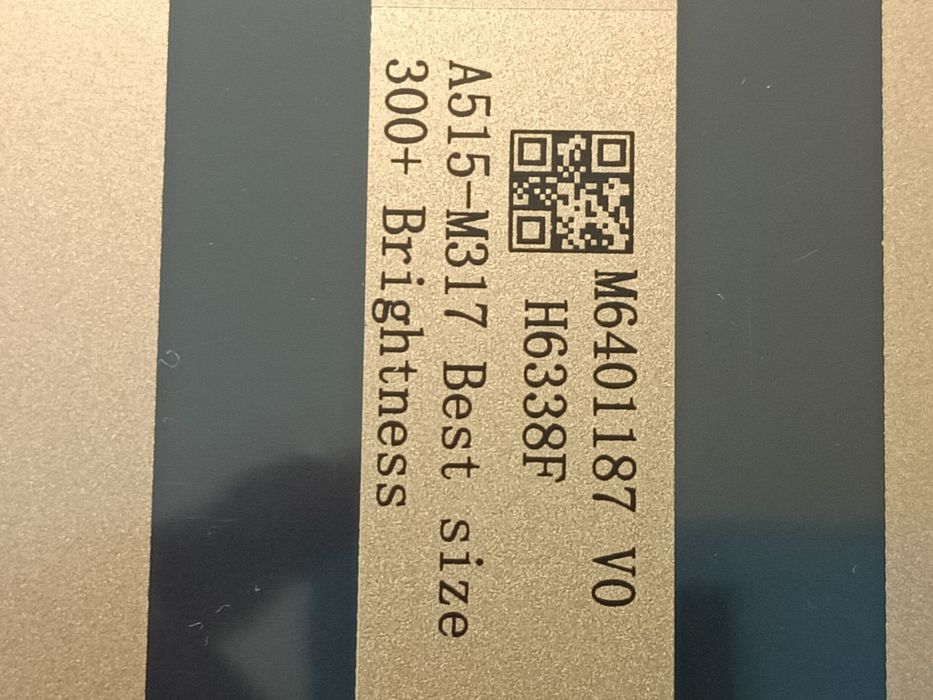 M6401187 V0
H6338F
A515-M317 Best size
300+ Brightness